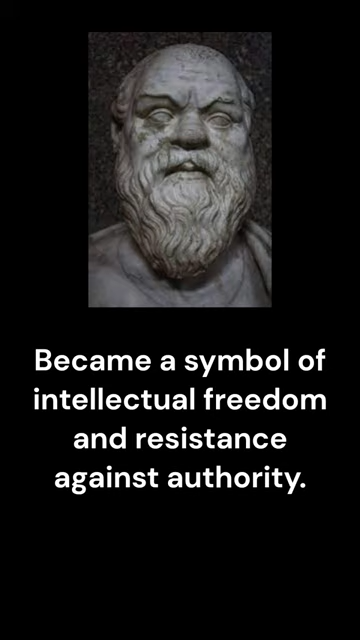 Became a symbol of
intellectual freedom
and resistance
against authority.